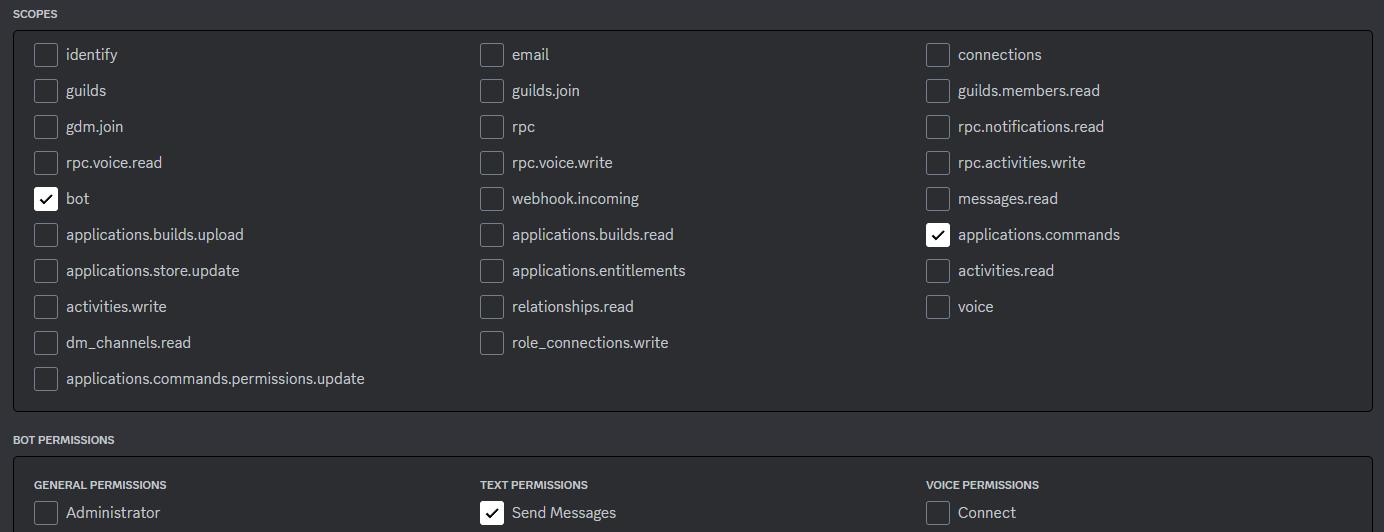 SCOPES
identify
email
connections
guilds
guilds.join
guilds.members.read
gdm.join
rpc
rpc.notifications.read
rpc.voice.read
rpc.voice.write
rpc.activities.write
bot
webhook.incoming
messages.read
applications.builds.upload
applications.builds.read
applications.commands
applications.store.update
applications.entitlements
activities.read
activities.write
relationships.read
voice
dm_channels.read
role_connections.write
applications.commands.permissions.update
BOT PERMISSIONS
GENERAL PERMISSIONS
TEXT PERMISSIONS
VOICE PERMISSIONS
Administrator
Send Messages
Connect